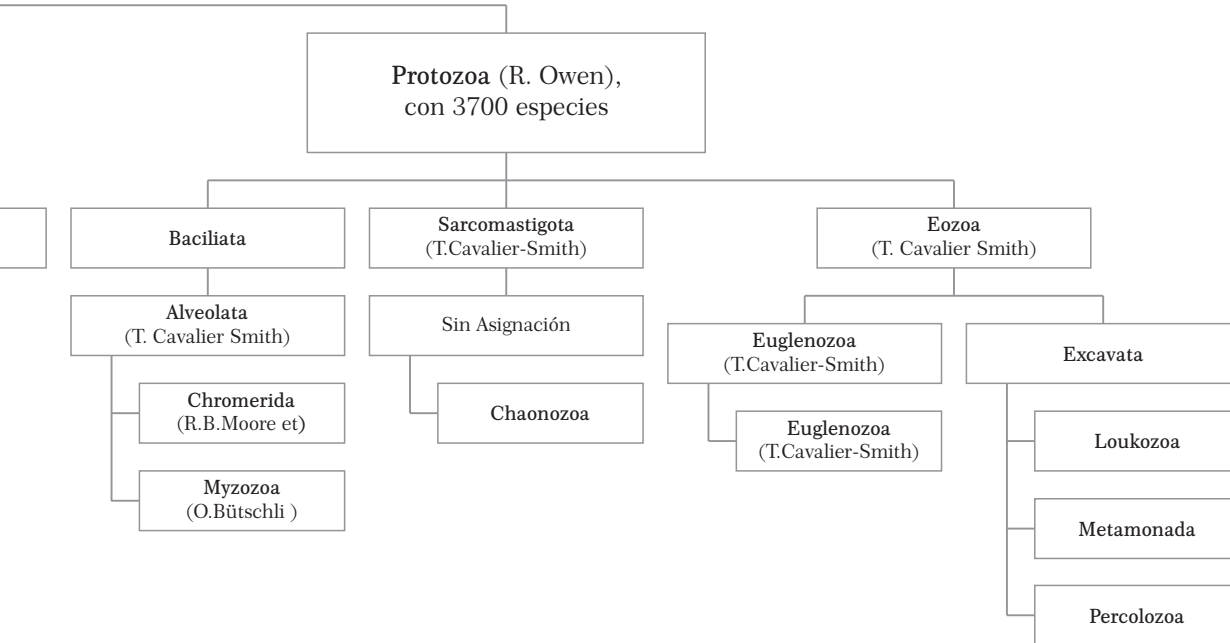 Protozoa (R. Owen),
con 3700 especies
Baciliata
Sarcomastigota
(T.Cavalier-Smith)
Eozoa
(T. Cavalier Smith)
Alveolata
(T. Cavalier Smith)
Sin Asignación
Euglenozoa
(T.Cavalier-Smith)
Excavata
Chromerida
(R.B.Moore et)
Chaonozoa
Euglenozoa
(T.Cavalier-Smith)
Loukozoa
Myzozoa
(O.Bütschli )
Metamonada
Percolozoa